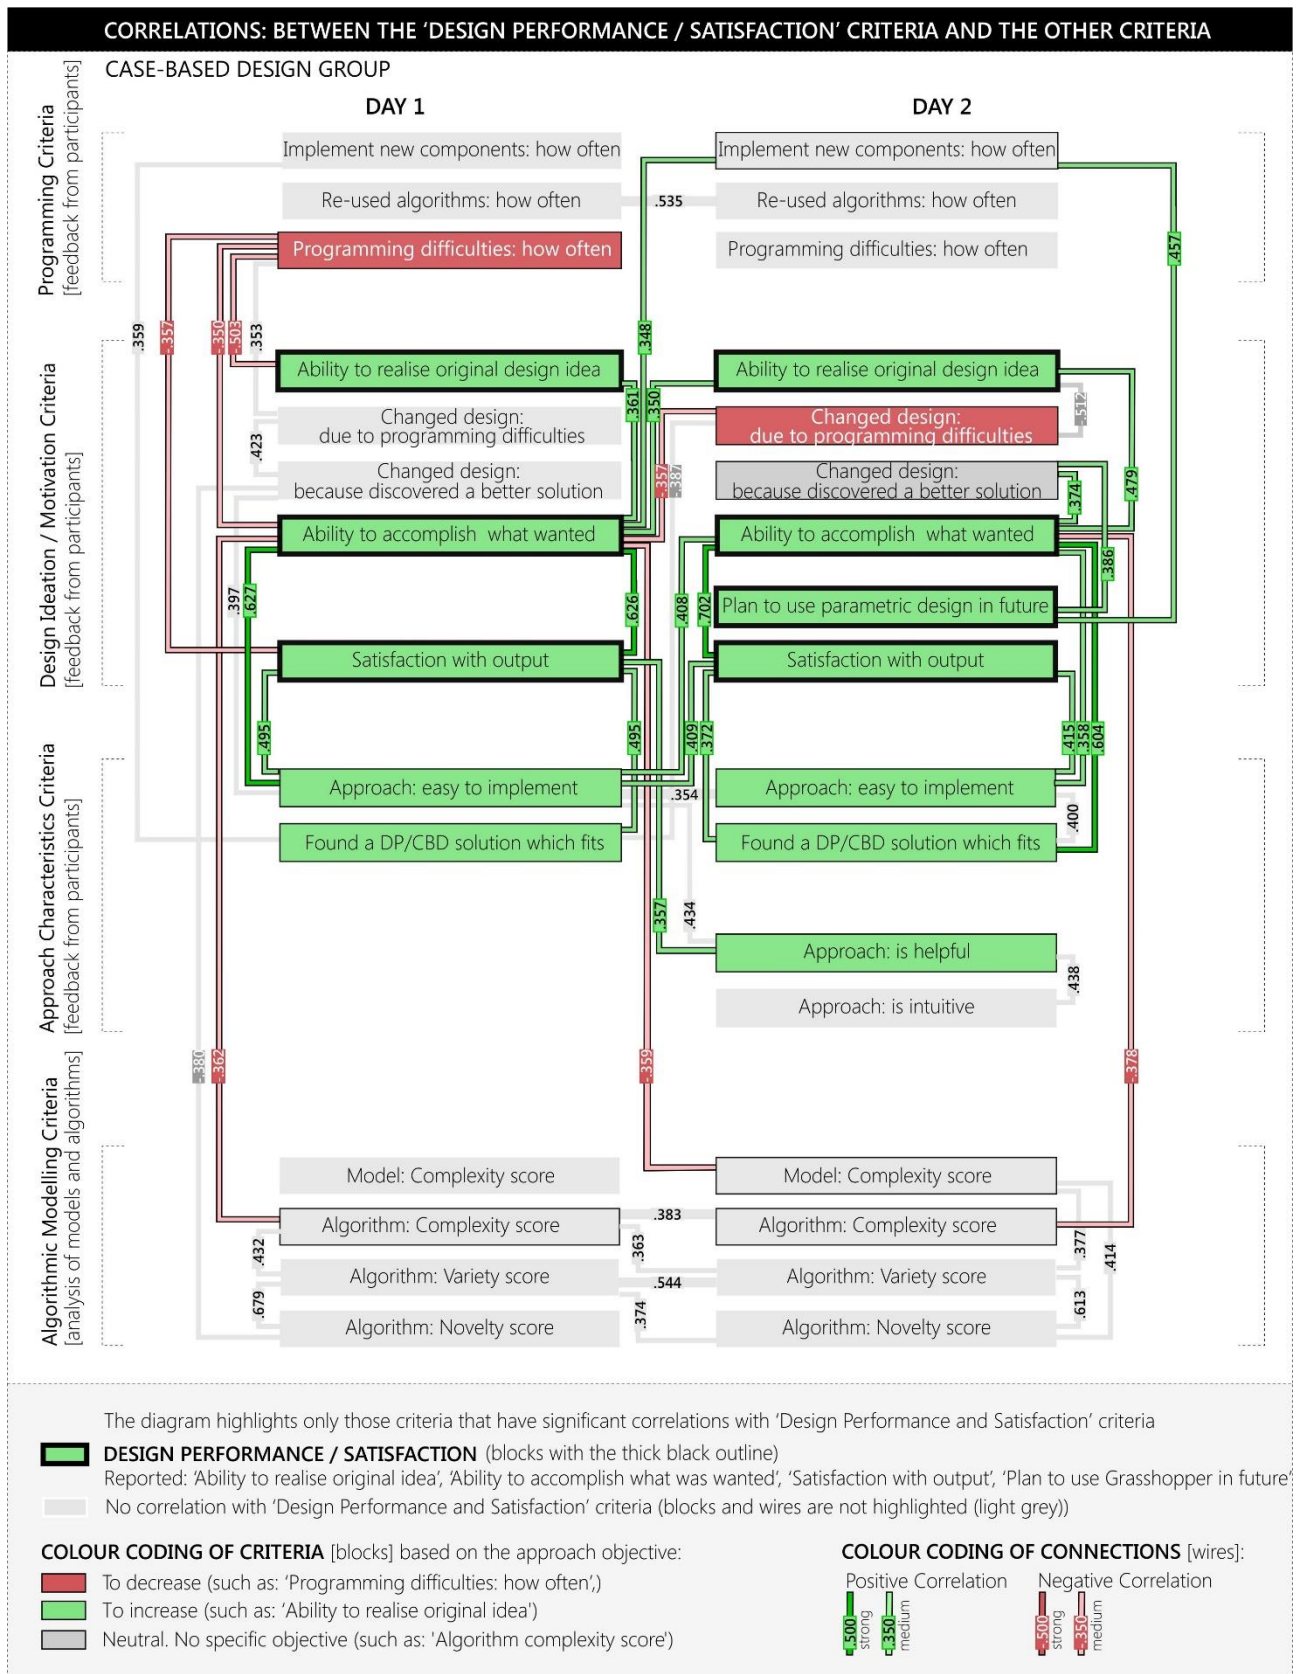 CORRELATIONS: BETWEEN THE ‘DESIGN PERFORMANCE / SATISFACTION’ CRITERIA AND THE OTHER CRITERIA
CASE-BASED DESIGN GROUP
DAY 1
DAY 2
Programming Criteria
[feedback from participants]
Implement new components: how often
Implement new components: how often
Re-used algorithms: how often
.535
Re-used algorithms: how often
Programming difficulties: how often
Programming difficulties: how often
.457
.359
-.357
-.350
-.503
.353
.348
Design Ideation / Motivation Criteria
[feedback from participants]
Ability to realise original design idea
Ability to realise original design idea
.361
.350
-.512
Changed design:
due to programming difficulties
Changed design:
due to programming difficulties
.423
-.357
-.387
Changed design:
because discovered a better solution
Changed design:
because discovered a better solution
.374
.479
Ability to accomplish what wanted
Ability to accomplish what wanted
.386
.397
.627
.626
.408
.702
Plan to use parametric design in future
Satisfaction with output
Satisfaction with output
.495
.495
.409
.372
.415
.358
.604
Approach Characteristics Criteria
[feedback from participants]
Approach: easy to implement
.354
Approach: easy to implement
.400
Found a DP/CBD solution which fits
Found a DP/CBD solution which fits
.357
.434
Approach: is helpful
.438
Approach: is intuitive
-.380
-.362
-.359
-.378
Algorithmic Modelling Criteria
[analysis of models and algorithms]
Model: Complexity score
Model: Complexity score
Algorithm: Complexity score
.383
Algorithm: Complexity score
.432
.363
.377
.414
Algorithm: Variety score
.544
Algorithm: Variety score
.679
.374
.613
Algorithm: Novelty score
Algorithm: Novelty score
The diagram highlights only those criteria that have significant correlations with ‘Design Performance and Satisfaction’ criteria
DESIGN PERFORMANCE / SATISFACTION (blocks with the thick black outline)
Reported: ‘Ability to realise original idea’, ‘Ability to accomplish what was wanted’, ‘Satisfaction with output’, ‘Plan to use Grasshopper in future’
No correlation with ‘Design Performance and Satisfaction’ criteria (blocks and wires are not highlighted (light grey))
COLOUR CODING OF CRITERIA [blocks] based on the approach objective:
To decrease (such as: ‘Programming difficulties: how often’,)
To increase (such as: ‘Ability to realise original idea’)
Neutral. No specific objective (such as: 'Algorithm complexity score’)
COLOUR CODING OF CONNECTIONS [wires]:
Positive Correlation
Negative Correlation
.500
strong
.350
medium
-.500
strong
-.350
medium